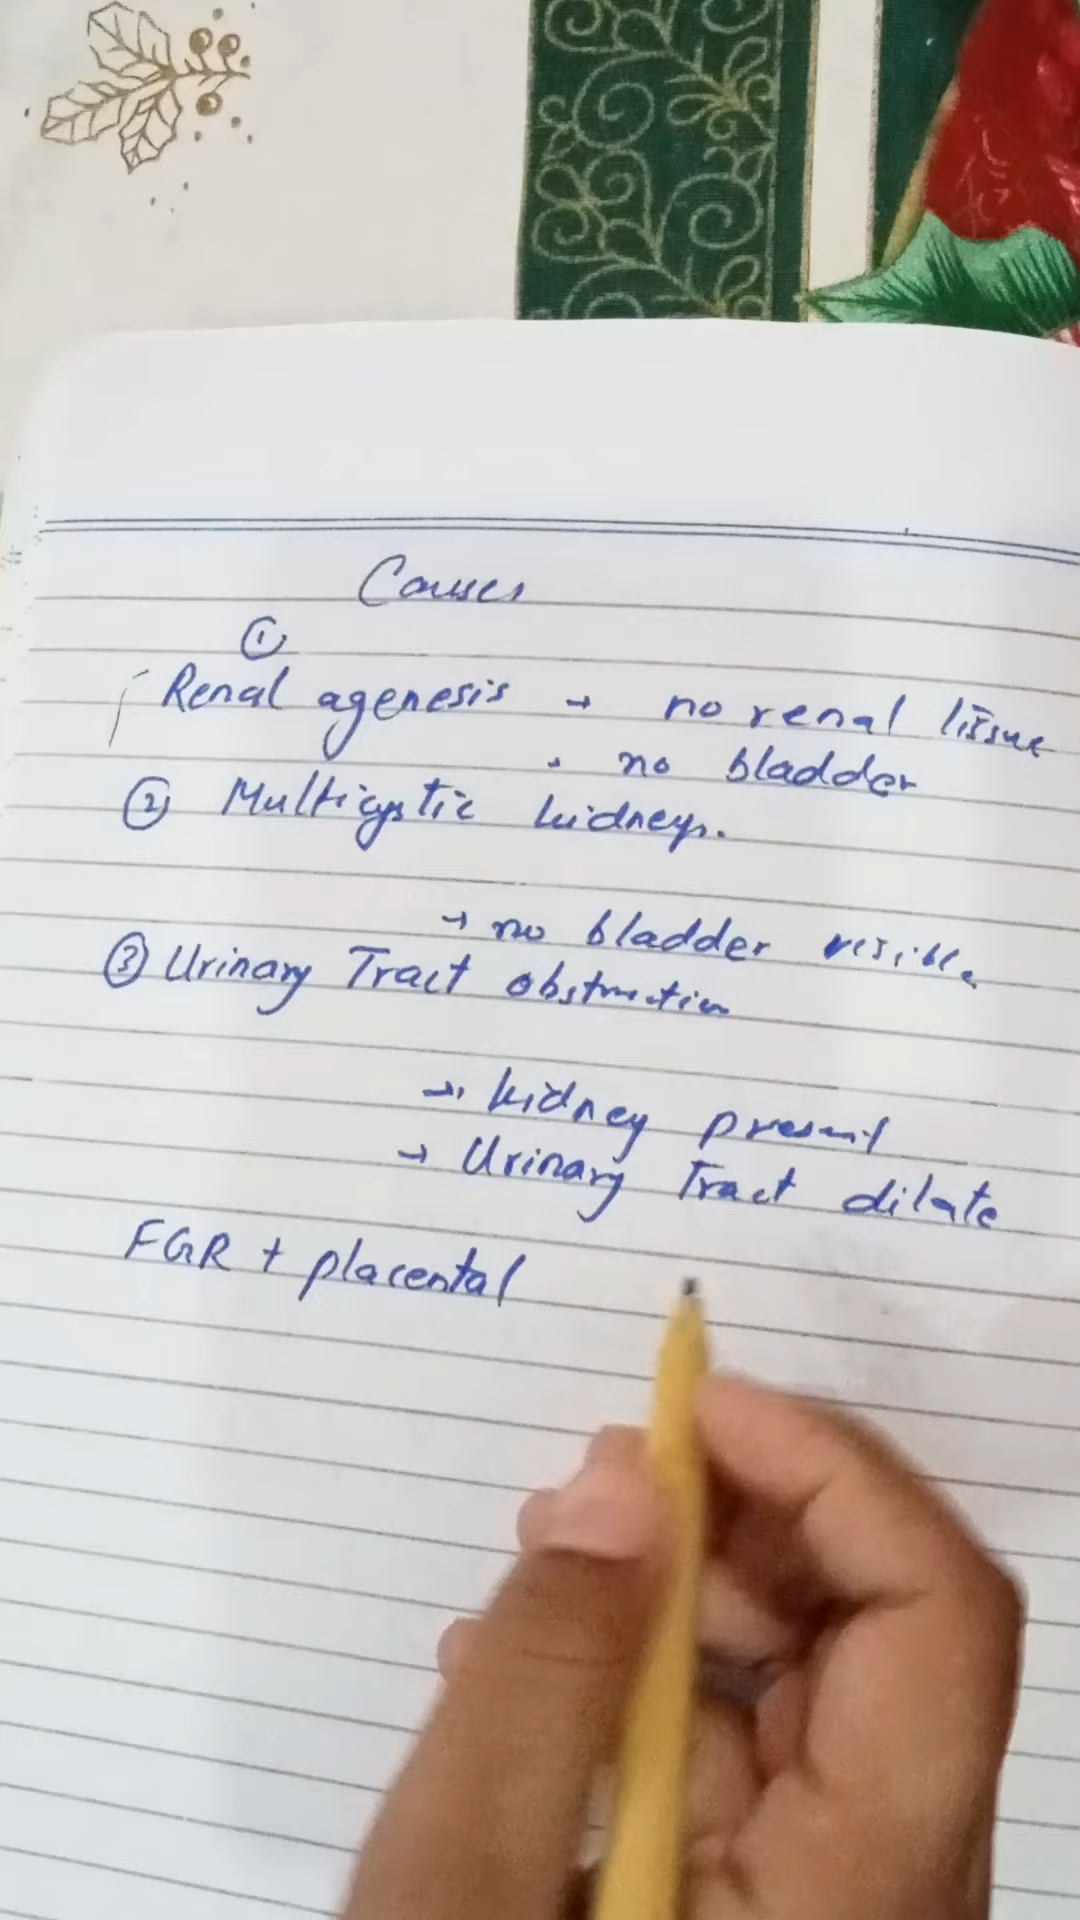 Causes
①
Renal agenesis → no renal tissue
• no bladder
② Multicystic kidneys.
→ no bladder visible
③ Urinary Tract obstruction
→ kidney present
→ Urinary Tract dilate
FGR + placental